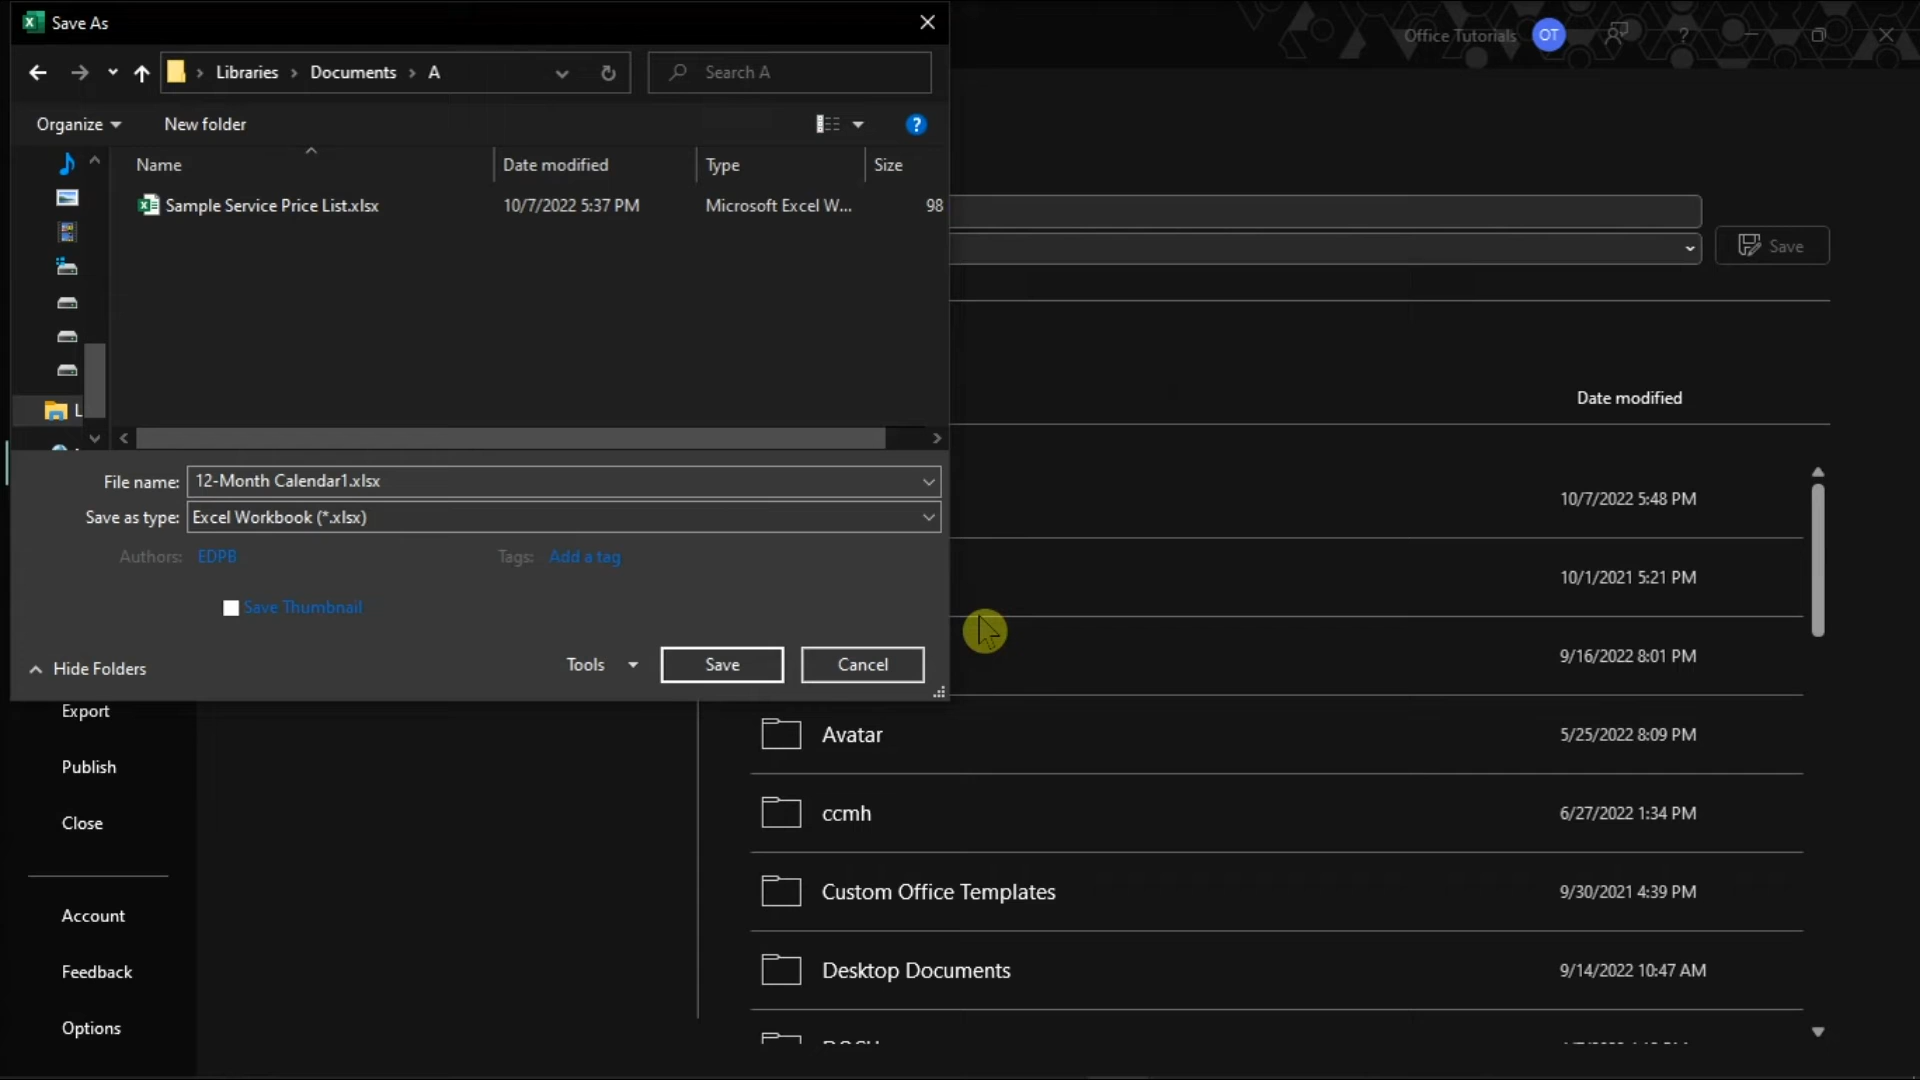 Save As
Office Tutorials OT ?
Libraries > Documents > A
Search A
Organize
New folder
?
Name Date modified Type Size
Sample Service Price List.xlsx 10/7/2022 5:37 PM Microsoft Excel W... 98
Save
Date modified
L
File name: 12-Month Calendar1.xlsx
Save as type: Excel Workbook (*.xlsx)
Authors: EDPB Tags: Add a tag
Save Thumbnail
Hide Folders Tools Save Cancel
10/7/2022 5:48 PM
10/1/2021 5:21 PM
9/16/2022 8:01 PM
Export
Publish
Close
Account
Feedback
Options
Avatar 5/25/2022 8:09 PM
ccmh 6/27/2022 1:34 PM
Custom Office Templates 9/30/2021 4:39 PM
Desktop Documents 9/14/2022 10:47 AM